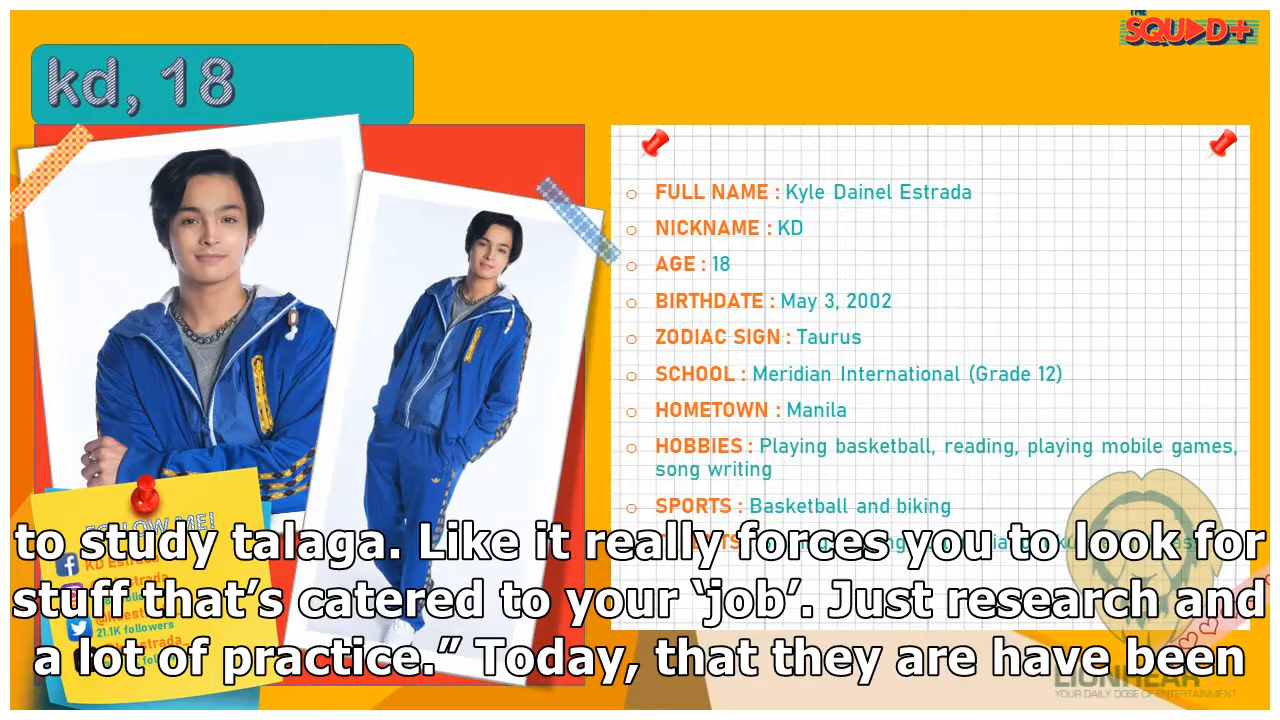 THE
SQUAD+
kd, 18
FULL NAME : Kyle Dainel Estrada
NICKNAME : KD
AGE : 18
BIRTHDATE : May 3, 2002
ZODIAC SIGN : Taurus
SCHOOL : Meridian International (Grade 12)
HOMETOWN : Manila
HOBBIES : Playing basketball, reading, playing mobile games,
song writing
SPORTS : Basketball and biking
FOLLOW ME!
KD
21.1K followers
to study talaga. Like it really forces you to look for
stuff that’s catered to your ‘job’. Just research and
a lot of practice.” Today, that they are have been
LIONHEAR
YOUR DAILY DOSE OF ENTERTAINMENT